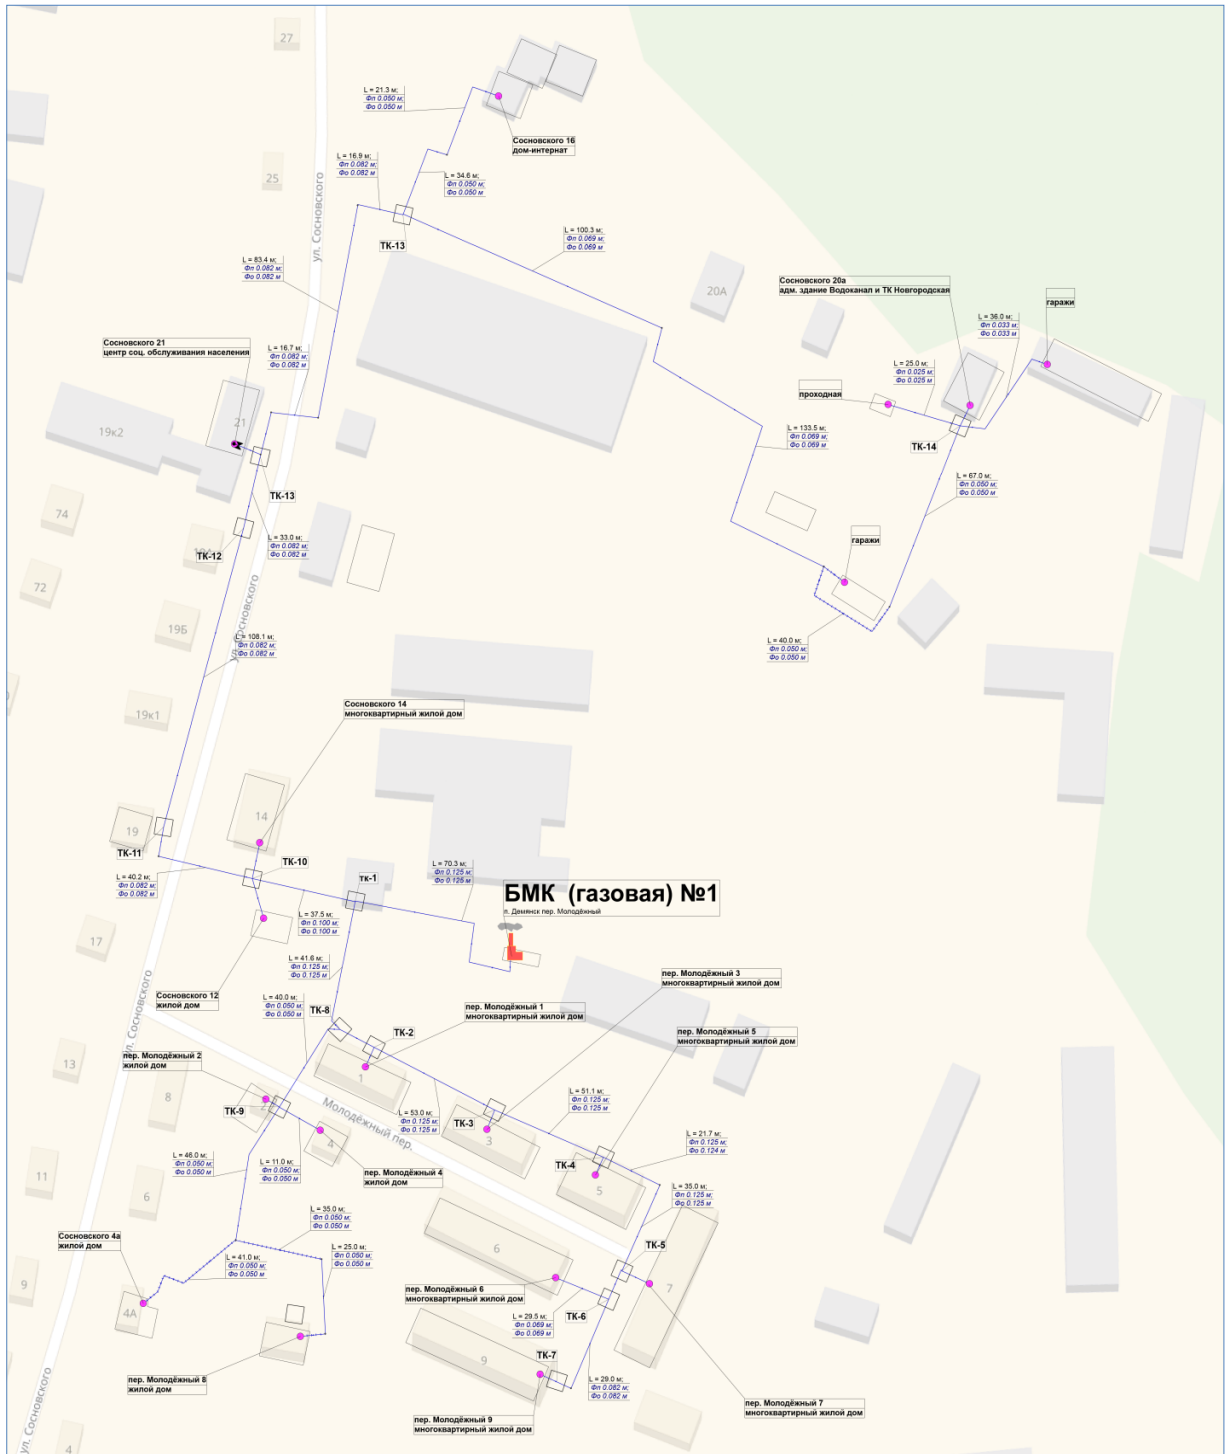 27
L = 21.3 м;
Фп 0.050 м;
Фо 0.050 м
Сосновского 16
дом-интернат
L = 16.9 м;
Фп 0.082 м;
Фо 0.082 м
25
L = 34.6 м;
Фп 0.050 м;
Фо 0.050 м
ул. Сосновского
ТК-13
L = 100.3 м;
Фп 0.069 м;
Фо 0.069 м
L = 83.4 м;
Фп 0.082 м;
Фо 0.082 м
20А
Сосновского 20а
адм. здание Водоканал и ТК Новгородская
гаражи
L = 36.0 м;
Фп 0.033 м;
Фо 0.033 м
Сосновского 21
центр соц. обслуживания населения
L = 16.7 м;
Фп 0.082 м;
Фо 0.082 м
L = 25.0 м;
Фп 0.025 м;
Фо 0.025 м
проходная
21
19к2
L = 133.5 м;
Фп 0.069 м;
Фо 0.069 м
ТК-14
L = 67.0 м;
Фп 0.050 м;
Фо 0.050 м
ТК-13
74
L = 33.0 м;
Фп 0.082 м;
Фо 0.082 м
гаражи
ТК-12
72
ул. Сосновского
19Б
L = 108.1 м;
Фп 0.082 м;
Фо 0.082 м
L = 40.0 м;
Фп 0.050 м;
Фо 0.050 м
19к1
Сосновского 14
многоквартирный жилой дом
14
19
ТК-11
ТК-10
L = 40.2 м;
Фп 0.082 м;
Фо 0.082 м
тк-1
L = 70.3 м;
Фп 0.125 м;
Фо 0.125 м
БМК (газовая) №1
п. Демянск пер. Молодёжный
L = 37.5 м;
Фп 0.100 м;
Фо 0.100 м
17
L = 41.6 м;
Фп 0.125 м;
Фо 0.125 м
Сосновского 12
жилой дом
L = 40.0 м;
Фп 0.050 м;
Фо 0.050 м
ТК-8
пер. Молодёжный 1
многоквартирный жилой дом
пер. Молодёжный 3
многоквартирный жилой дом
ТК-2
пер. Молодёжный 5
многоквартирный жилой дом
ул. Сосновского
13
пер. Молодёжный 2
жилой дом
1
8
2
ТК-9
Молодёжный пер.
L = 53.0 м;
Фп 0.125 м;
Фо 0.125 м
L = 51.1 м;
Фп 0.125 м;
Фо 0.125 м
ТК-3
3
4
L = 21.7 м;
Фп 0.125 м;
Фо 0.124 м
L = 46.0 м;
Фп 0.050 м;
Фо 0.050 м
L = 11.0 м;
Фп 0.050 м;
Фо 0.050 м
пер. Молодёжный 4
жилой дом
ТК-4
11
6
5
L = 35.0 м;
Фп 0.125 м;
Фо 0.125 м
Сосновского 4а
жилой дом
L = 35.0 м;
Фп 0.050 м;
Фо 0.050 м
6
ТК-5
L = 41.0 м;
Фп 0.050 м;
Фо 0.050 м
L = 25.0 м;
Фп 0.050 м;
Фо 0.050 м
9
7
пер. Молодёжный 6
многоквартирный жилой дом
4А
L = 29.5 м;
Фп 0.069 м;
Фо 0.069 м
ТК-6
9
ТК-7
L = 29.0 м;
Фп 0.082 м;
Фо 0.082 м
пер. Молодёжный 8
жилой дом
ул. Сосновского
пер. Молодёжный 7
многоквартирный жилой дом
пер. Молодёжный 9
многоквартирный жилой дом
4